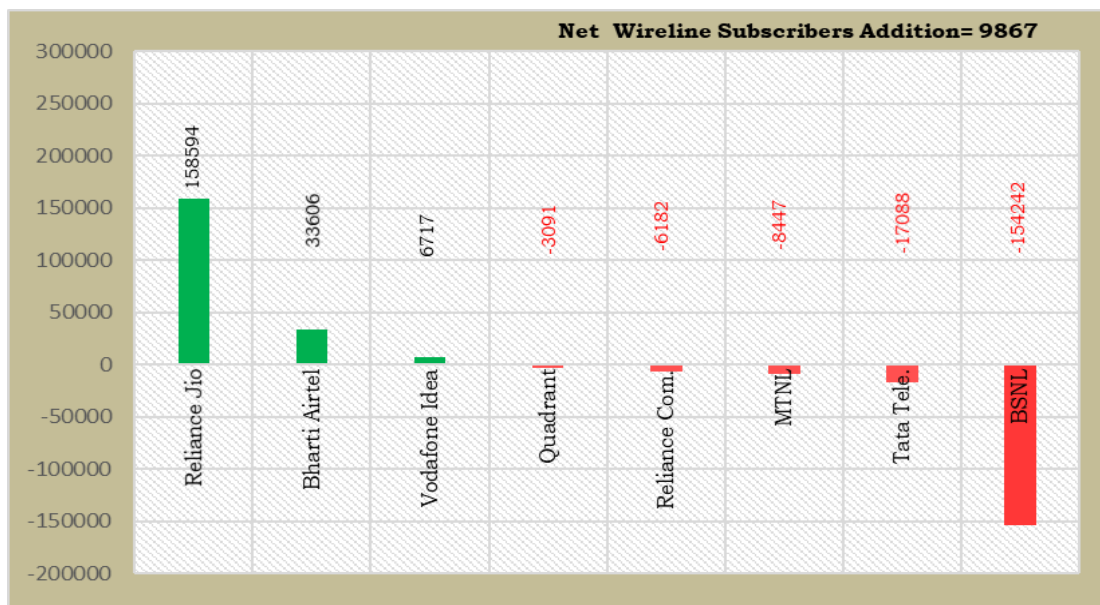 Net Wireline Subscribers Addition= 9867
300000
250000
200000
150000
100000
50000
0
-50000
-100000
-150000
-200000
158594
33606
6717
-3091
-6182
-8447
-17088
-154242
Reliance Jio
Bharti Airtel
Vodafone Idea
Quadrant
Reliance Com.
MTNL
Tata Tele.
BSNL